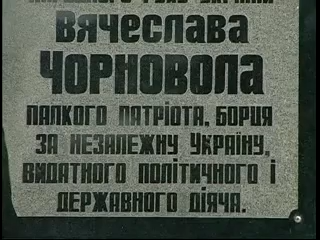 Вячеслава
Чорновола
палкого патріота, борця
за незалежну Україну,
видатного політичного і
державного діяча.